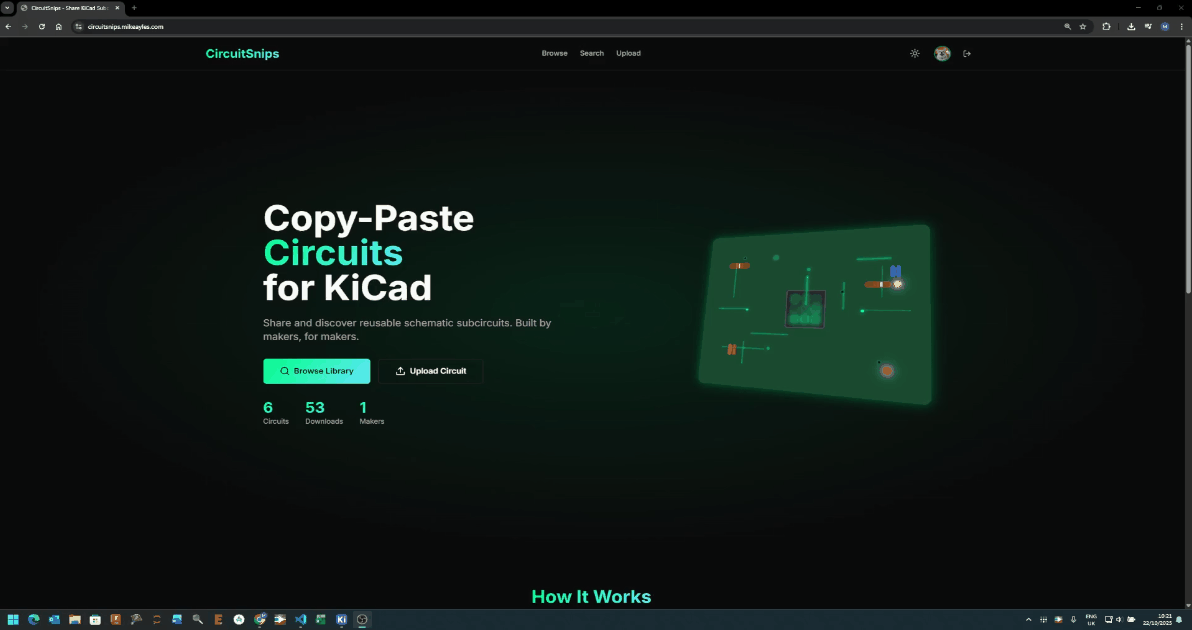 CircuitSnips - Share KiCad Sub
circuitsnips.mikeayles.com
CircuitSnips
Browse
Search
Upload
Copy-Paste
Circuits
for KiCad
Share and discover reusable schematic subcircuits. Built by
makers, for makers.
Browse Library
Upload Circuit
6
53
1
Circuits
Downloads
Makers
How It Works
Ki
ENG
UK
10:21
22/10/2025